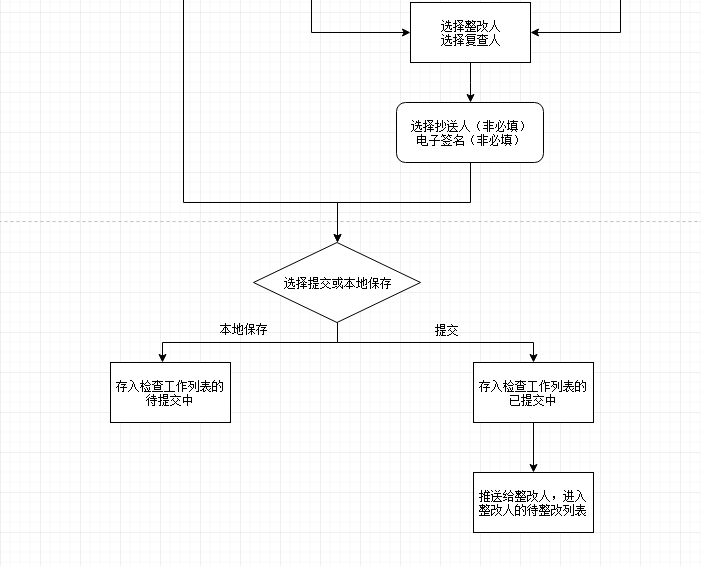 选择整改人
选择复查人
选择抄送人（非必填）
电子签名（非必填）
选择提交或本地保存
本地保存
提交
存入检查工作列表的
待提交中
存入检查工作列表的
已提交中
推送给整改人，进入
整改人的待整改列表